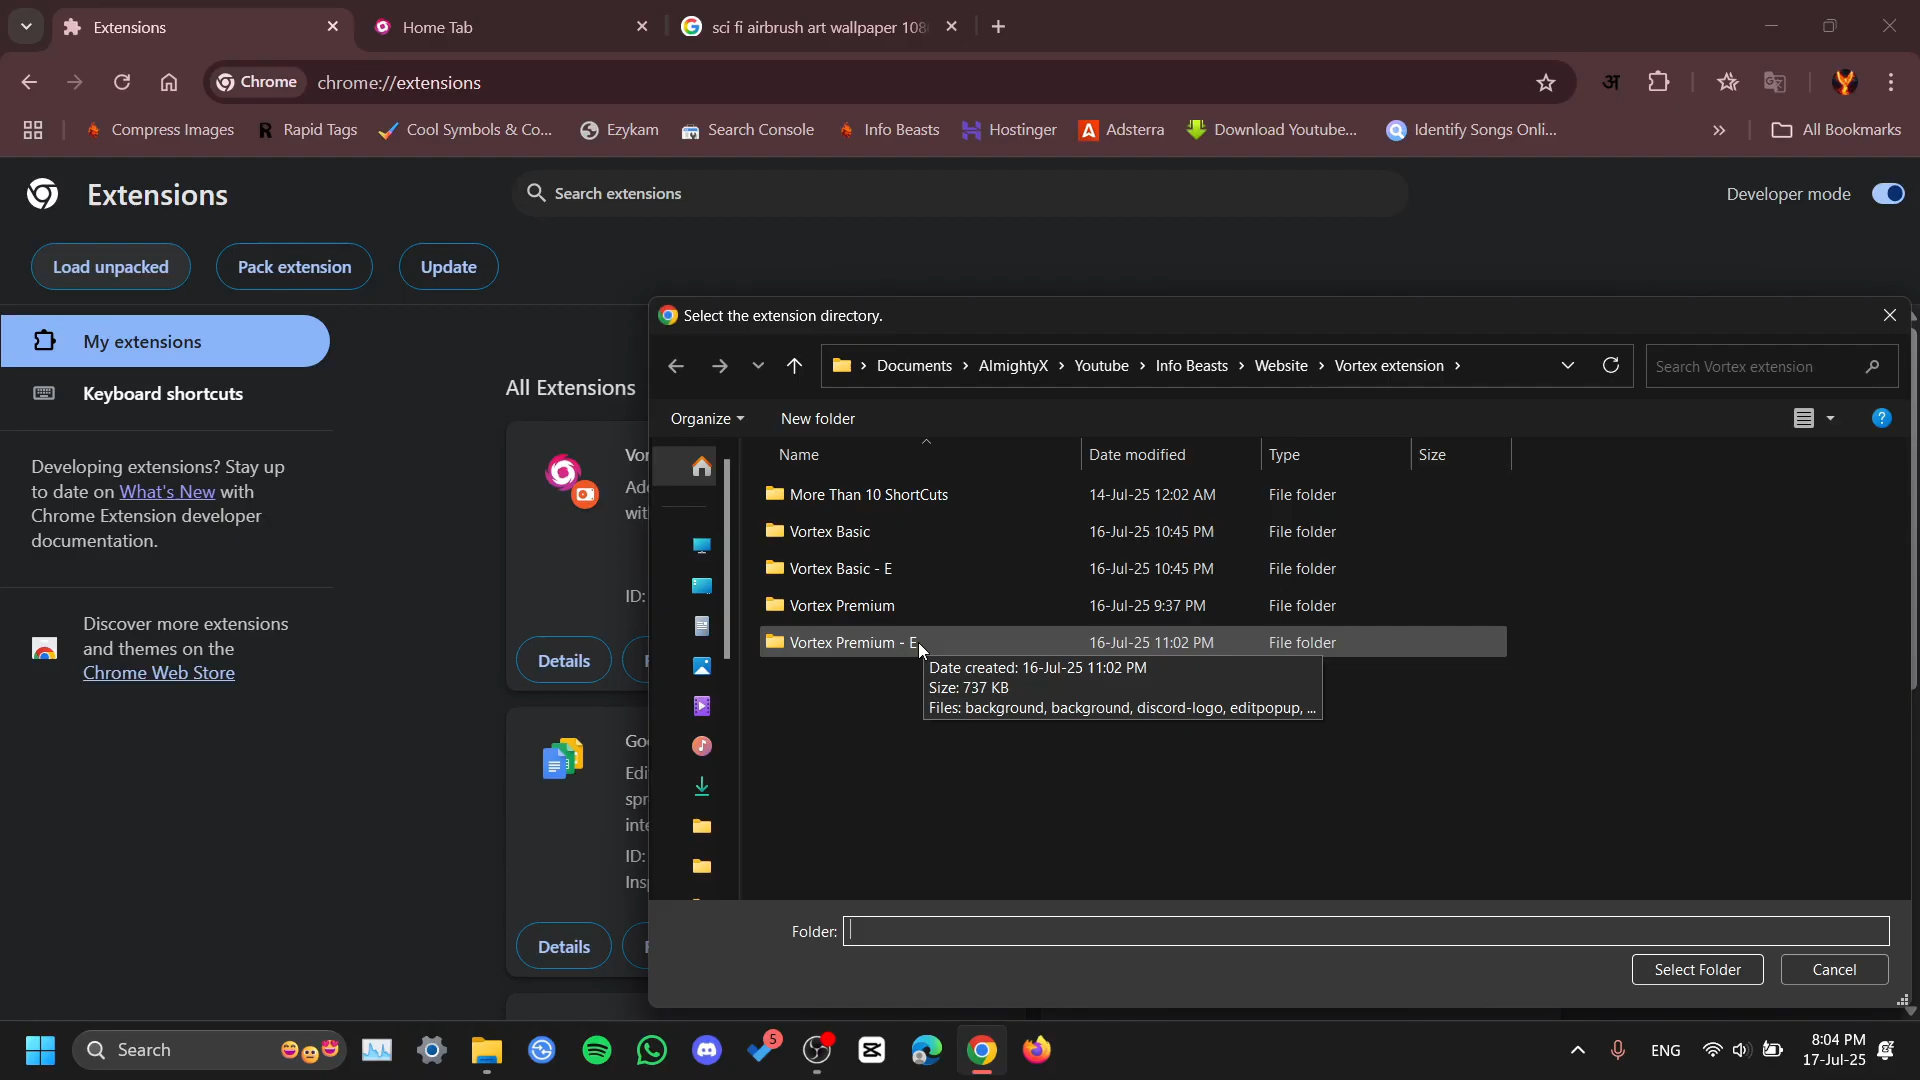 Extensions
Home Tab
sci fi airbrush art wallpaper 108
Chrome
chrome://extensions
अ
Compress Images
Rapid Tags
Cool Symbols & Co...
Ezykam
Search Console
Info Beasts
Hostinger
Adsterra
Download Youtube...
Identify Songs Onli...
All Bookmarks
Extensions
Search extensions
Developer mode
Load unpacked
Pack extension
Update
My extensions
Keyboard shortcuts
Developing extensions? Stay up
to date on What's New with
Chrome Extension developer
documentation.
Discover more extensions
and themes on the
Chrome Web Store
All Extensions
Vor
Ad
wit
ID:
Details
Goo
Edi
spr
inte
ID:
Insp
Details
Select the extension directory.
Documents
AlmightyX
Youtube
Info Beasts
Website
Vortex extension
Search Vortex extension
Organize
New folder
Name
Date modified
Type
Size
More Than 10 ShortCuts 14-Jul-25 12:02 AM File folder
Vortex Basic 16-Jul-25 10:45 PM File folder
Vortex Basic - E 16-Jul-25 10:45 PM File folder
Vortex Premium 16-Jul-25 9:37 PM File folder
Vortex Premium - E 16-Jul-25 11:02 PM File folder
Date created: 16-Jul-25 11:02 PM
Size: 737 KB
Files: background, background, discord-logo, editpopup, ...
Folder:
Select Folder
Cancel
Search
5
ENG
8:04 PM
17-Jul-25